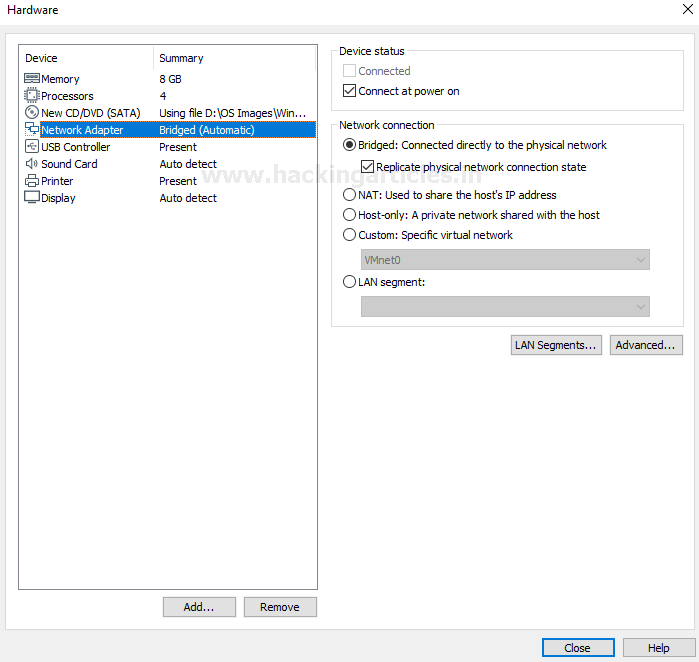 Hardware
Device Summary
Memory 8 GB
Processors 4
New CD/DVD (SATA) Using file D:\OS Images\Win...
Network Adapter Bridged (Automatic)
USB Controller Present
Sound Card Auto detect
Printer Present
Display Auto detect
Add... Remove
Device status
Connected
Connect at power on
Network connection
Bridged: Connected directly to the physical network
Replicate physical network connection state
NAT: Used to share the host's IP address
Host-only: A private network shared with the host
Custom: Specific virtual network
VMnet0
LAN segment:
LAN Segments... Advanced...
Close Help
www.hackingarticles.in